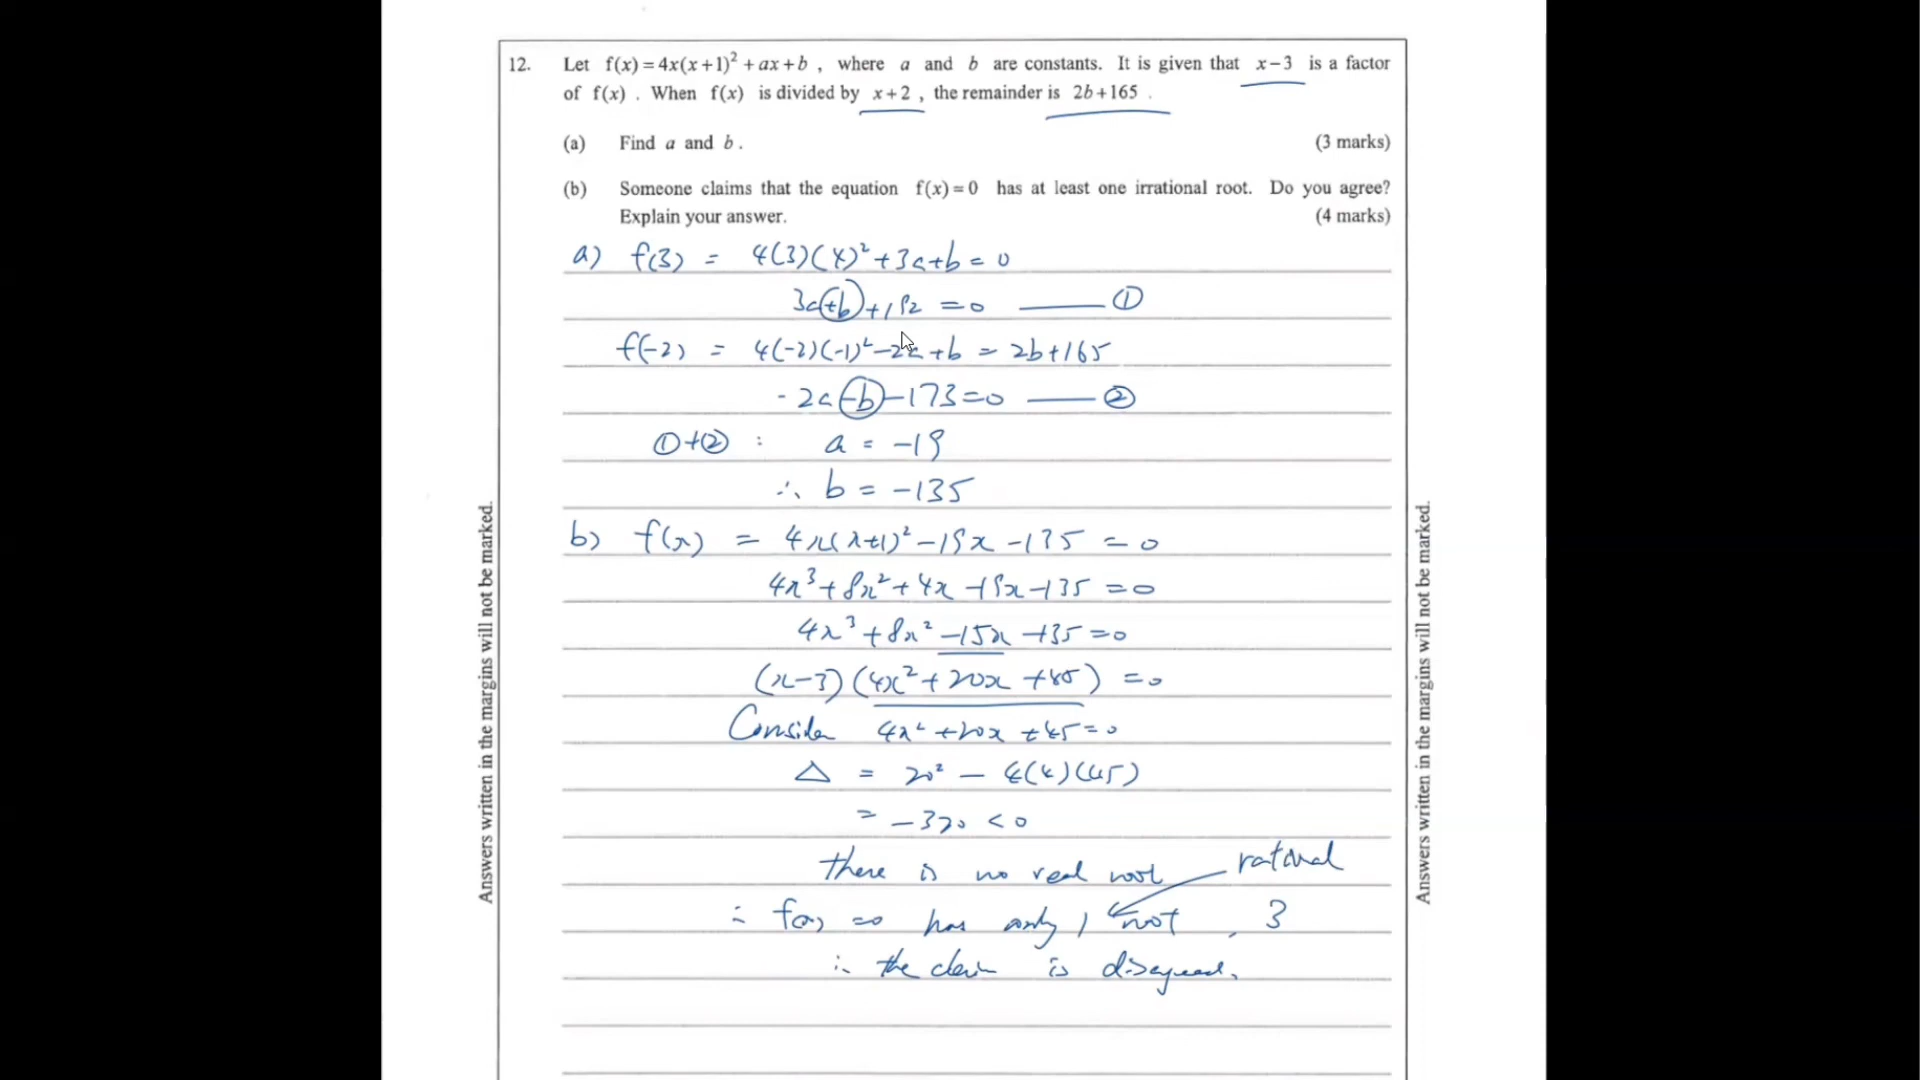 12. Let f(x)=4x(x+1)²+ax+b , where a and b are constants. It is given that x−3 is a factor
of f(x) . When f(x) is divided by x+2 , the remainder is 2b+165 .
(a) Find a and b . (3 marks)
(b) Someone claims that the equation f(x)=0 has at least one irrational root. Do you agree?
Explain your answer. (4 marks)
a) f(3) = 4(3)(4)²+3a+b = 0
3a+b+192 = 0 —— ①
f(-2) = 4(-2)(-1)²-2a+b = 2b+165
-2a-b-173=0 —— ②
①+② : a = -19
∴ b = -135
b) f(x) = 4x(x+1)²-19x-135 = 0
4x³+8x²+4x-19x-135 = 0
4x³+8x²-15x-135=0
(x-3)(4x²+20x+45) = 0
Consider 4x²+20x+45=0
△ = 20² - 4(4)(45)
= -320 < 0
there is no real root
rational
∴ f(x)=0 has only 1 root , 3
∴ the claim is disagreed.
Answers written in the margins will not be marked.
Answers written in the margins will not be marked.